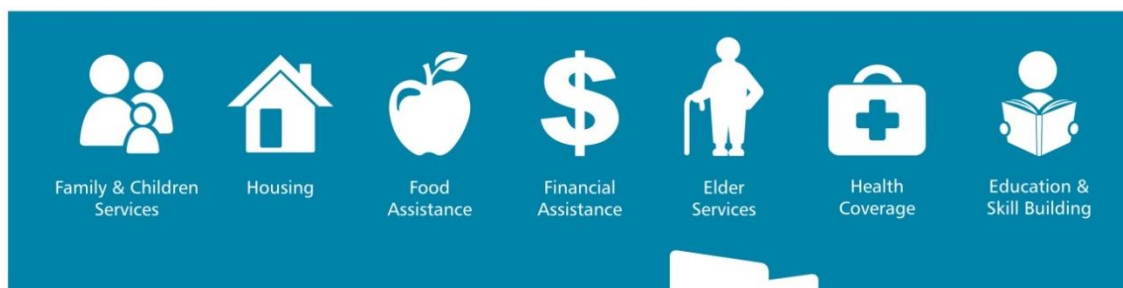 Family & Children
Services
Housing
Food
Assistance
Financial
Assistance
Elder
Services
Health
Coverage
Education &
Skill Building